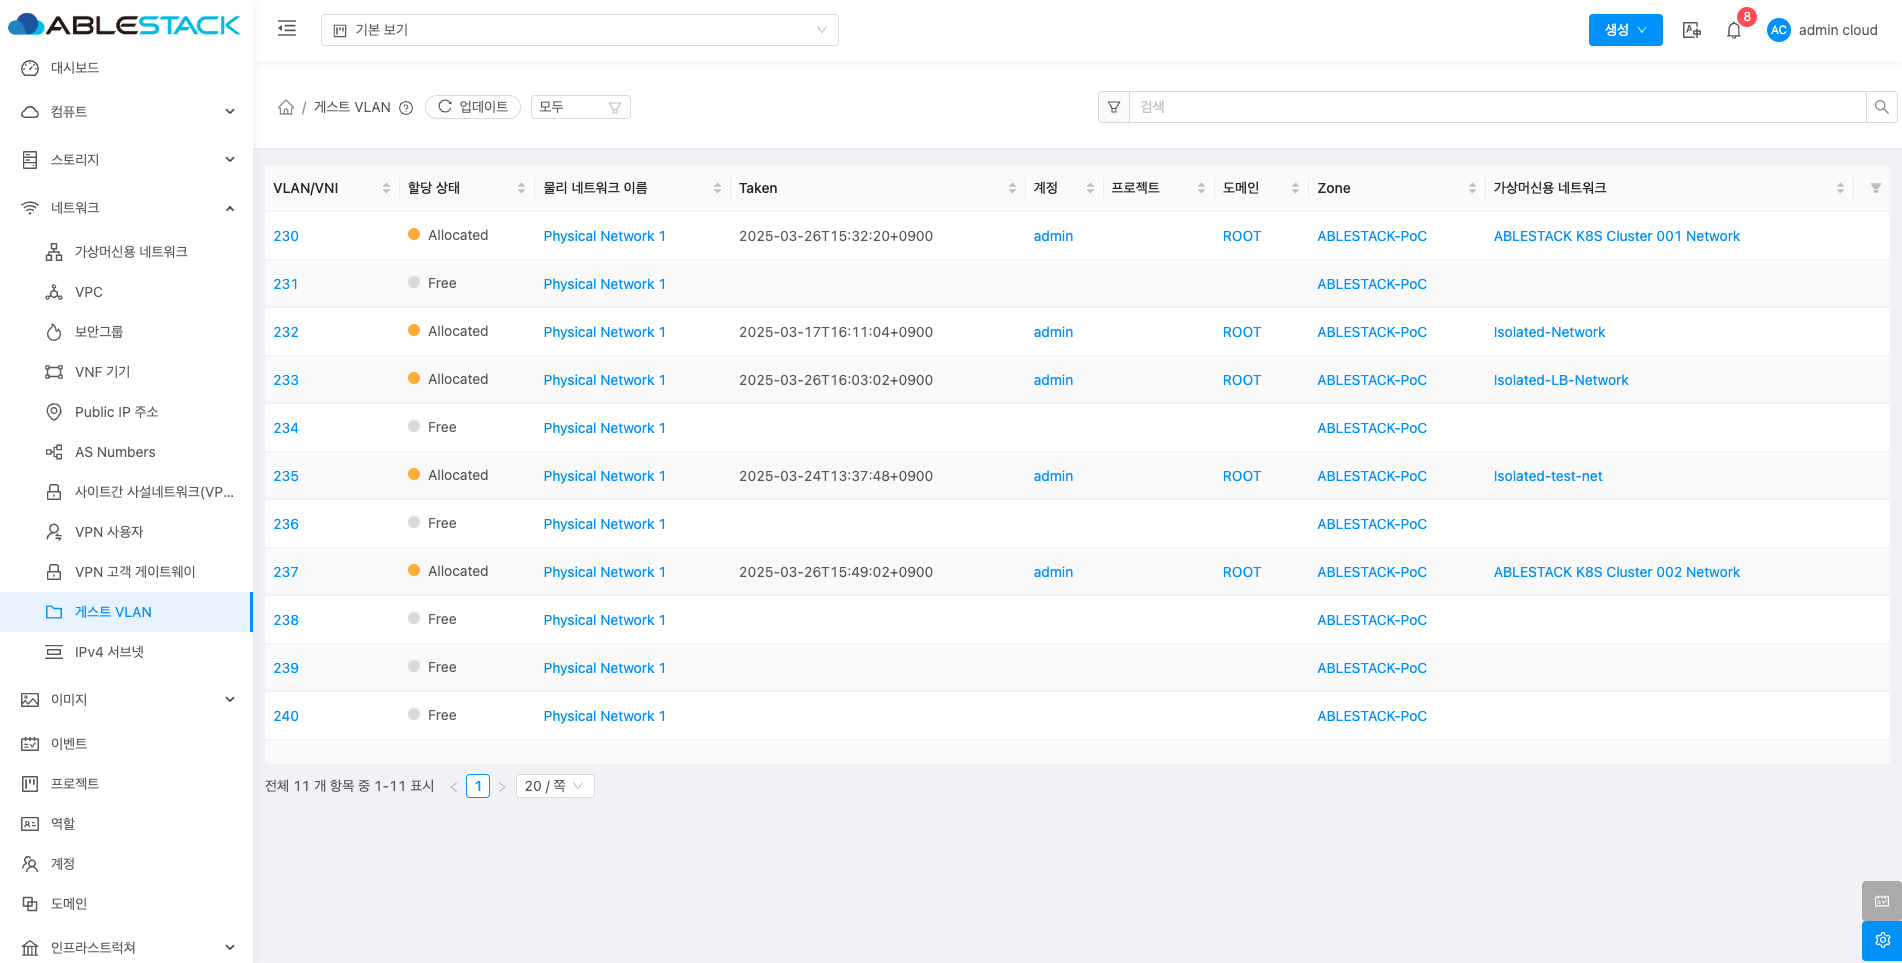 ABLESTACK
기본 보기
생성
8
AC
admin cloud
대시보드
컴퓨트
스토리지
네트워크
가상머신용 네트워크
VPC
보안그룹
VNF 기기
Public IP 주소
AS Numbers
사이트간 사설네트워크(VP...
VPN 사용자
VPN 고객 게이트웨이
게스트 VLAN
IPv4 서브넷
이미지
이벤트
프로젝트
역할
계정
도메인
인프라스트럭쳐
/ 게스트 VLAN
업데이트
모두
검색
VLAN/VNI 할당 상태 물리 네트워크 이름 Taken 계정 프로젝트 도메인 Zone 가상머신용 네트워크
230 Allocated Physical Network 1 2025-03-26T15:32:20+0900 admin ROOT ABLESTACK-PoC ABLESTACK K8S Cluster 001 Network
231 Free Physical Network 1 ABLESTACK-PoC
232 Allocated Physical Network 1 2025-03-17T16:11:04+0900 admin ROOT ABLESTACK-PoC Isolated-Network
233 Allocated Physical Network 1 2025-03-26T16:03:02+0900 admin ROOT ABLESTACK-PoC Isolated-LB-Network
234 Free Physical Network 1 ABLESTACK-PoC
235 Allocated Physical Network 1 2025-03-24T13:37:48+0900 admin ROOT ABLESTACK-PoC Isolated-test-net
236 Free Physical Network 1 ABLESTACK-PoC
237 Allocated Physical Network 1 2025-03-26T15:49:02+0900 admin ROOT ABLESTACK-PoC ABLESTACK K8S Cluster 002 Network
238 Free Physical Network 1 ABLESTACK-PoC
239 Free Physical Network 1 ABLESTACK-PoC
240 Free Physical Network 1 ABLESTACK-PoC
전체 11 개 항목 중 1-11 표시 < 1 > 20 / 쪽